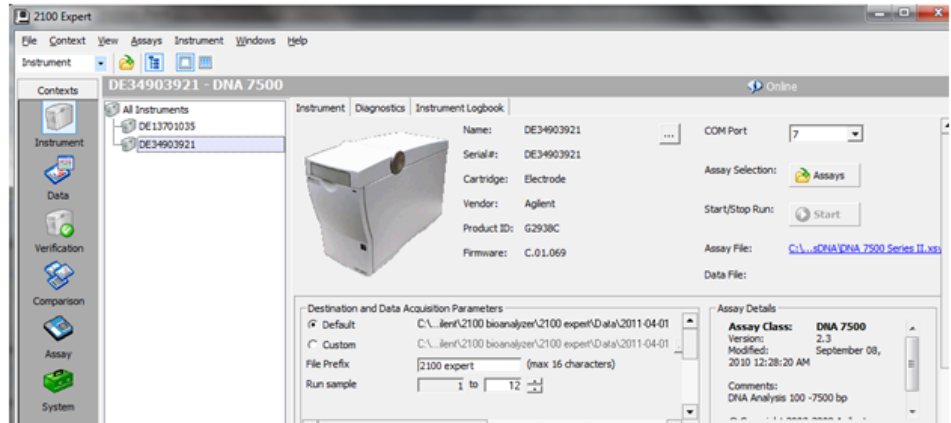 2100 Expert
File Context View Assays Instrument Windows Help
Instrument
Contexts
DE34903921 - DNA 7500
Online
Instrument
Data
Verification
Comparison
Assay
System
All Instruments
DE13701035
DE34903921
Instrument Diagnostics Instrument Logbook
Name: DE34903921 ...
Serial#: DE34903921
Cartridge: Electrode
Vendor: Agilent
Product ID: G2938C
Firmware: C.01.069
COM Port 7
Assay Selection: Assays
Start/Stop Run: Start
Assay File: C:\...sDNA\DNA 7500 Series II.xsy
Data File:
Destination and Data Acquisition Parameters
Default C:\...ilent\2100 bioanalyzer\2100 expert\Data\2011-04-01
Custom C:\...ilent\2100 bioanalyzer\2100 expert\Data\2011-04-01
File Prefix 2100 expert (max 16 characters)
Run sample 1 to 12
Assay Details
Assay Class: DNA 7500
Version: 2.3
Modified: September 08,
2010 12:28:20 AM
Comments:
DNA Analysis 100 -7500 bp